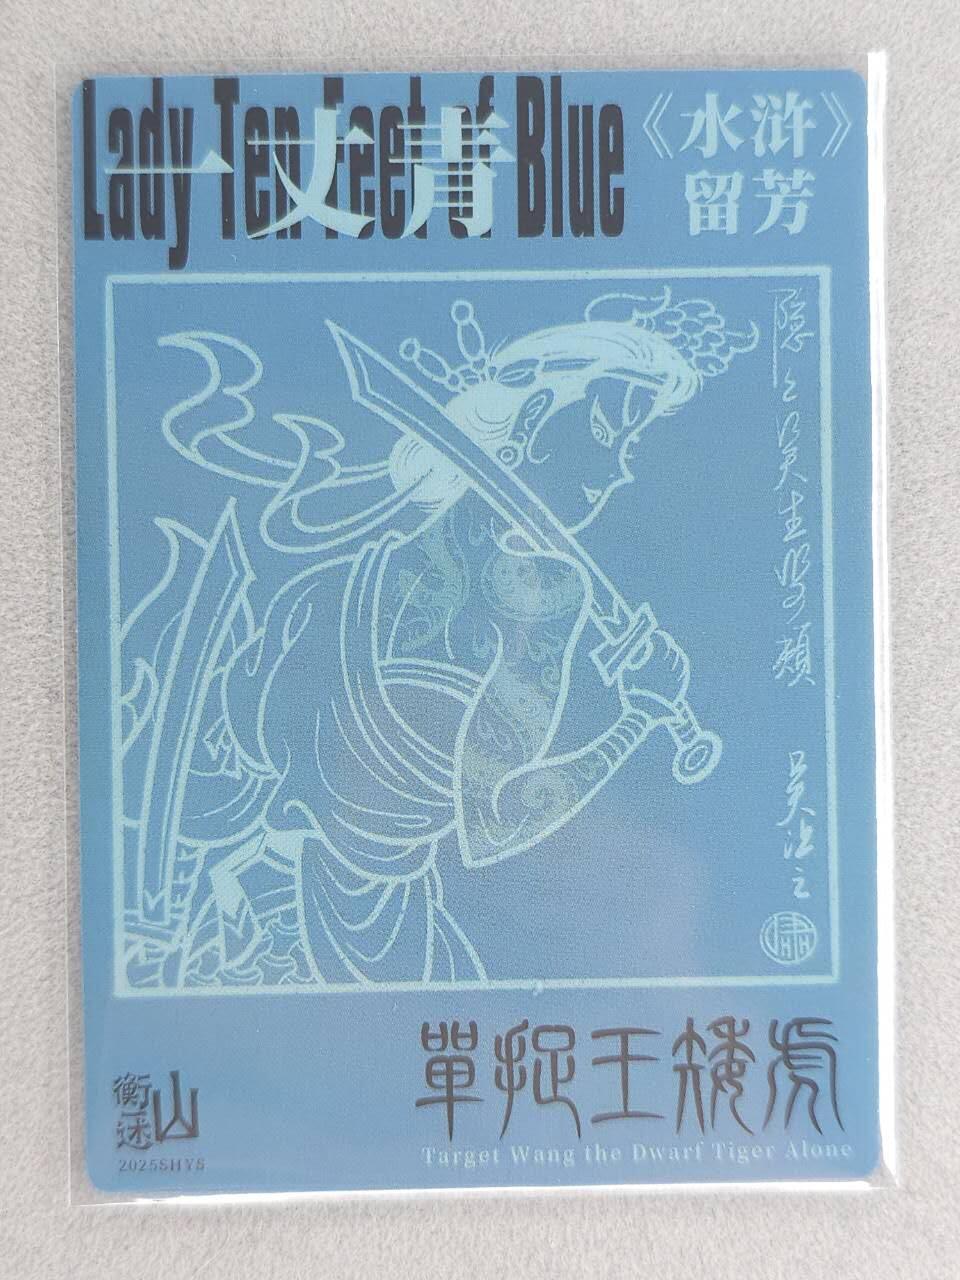 Lady Ten Feet of Blue
一丈青
《水浒》
留芳
單捉王矮虎
Target Wang the Dwarf Tiger Alone
衡山
迷
2025SHYS